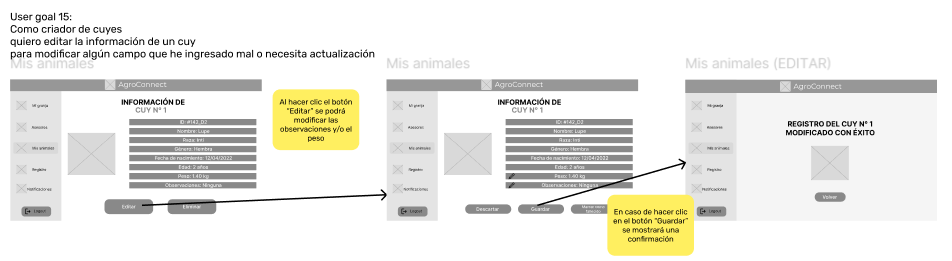 User goal 15:
Como criador de cuyes
quiero editar la información de un cuy
para modificar algún campo que he ingresado mal o necesita actualización
Mis animales
AgroConnect
Mi granja
Asesores
Mis animales
Registro
Notificaciones
Logout
INFORMACIÓN DE
CUY N° 1
ID: #142_D2
Nombre: Lupe
Raza: Inti
Género: Hembra
Fecha de nacimiento: 12/04/2022
Edad: 2 años
Peso: 1.40 kg
Observaciones: Ninguna
Editar
Eliminar
Al hacer clic el botón
"Editar" se podrá
modificar las
observaciones y/o el
peso
Mis animales
AgroConnect
Mi granja
Asesores
Mis animales
Registro
Notificaciones
Logout
INFORMACIÓN DE
CUY N° 1
ID: #142_D2
Nombre: Lupe
Raza: Inti
Género: Hembra
Fecha de nacimiento: 12/04/2022
Edad: 2 años
Peso: 1.40 kg
Observaciones: Ninguna
Descartar
Guardar
Marcar como
En caso de hacer clic
en el botón "Guardar"
se mostrará una
confirmación
Mis animales (EDITAR)
AgroConnect
Mi granja
Asesores
Mis animales
Registro
Notificaciones
Logout
REGISTRO DEL CUY N° 1
MODIFICADO CON ÉXITO
Volver